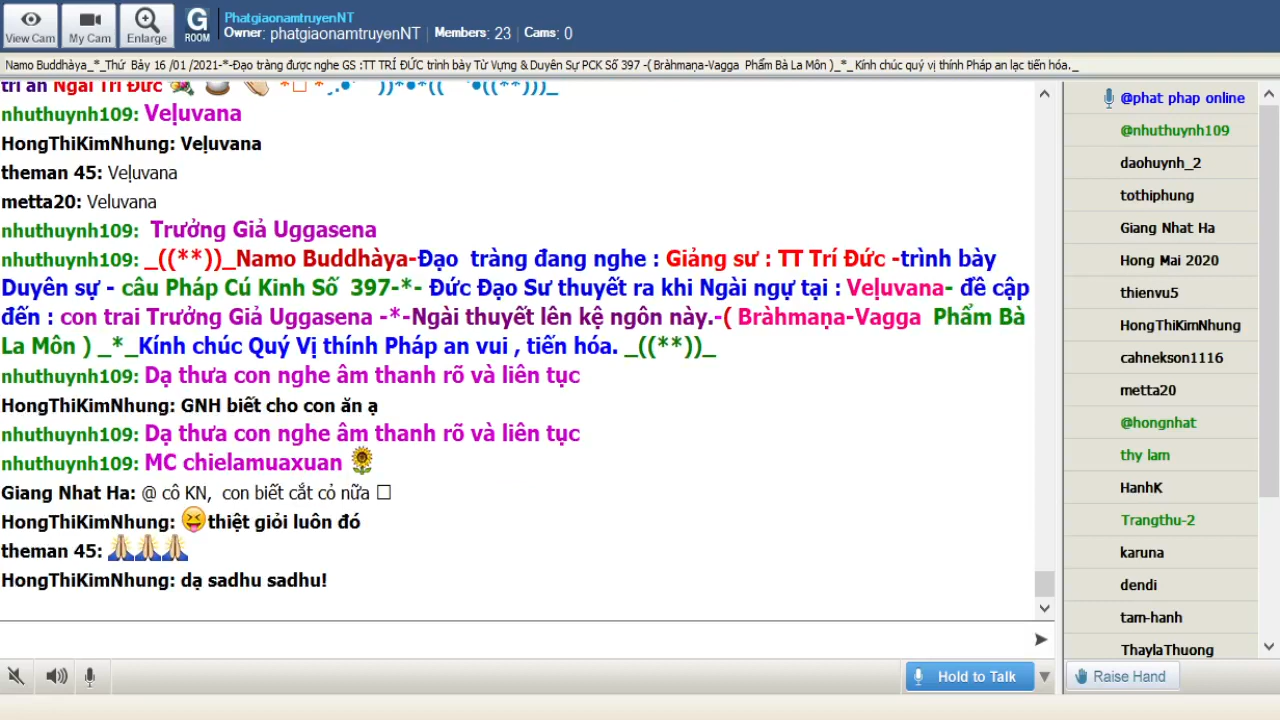 View Cam
My Cam
Enlarge
G
ROOM
PhatgiaonamtruyenNT
Owner: phatgiaonamtruyenNT | Members: 23 | Cams: 0
Namo Buddhàya_*_Thứ Bảy 16 /01 /2021-*-Đạo tràng được nghe GS :TT TRÍ ĐỨC trình bày Từ Vựng & Duyên Sự PCK Số 397 -( Bràhmaṇa-Vagga Phẩm Bà La Môn )_*_ Kính chúc quý vị thính Pháp an lạc tiến hóa._
tri ân Ngài Trí Đức
nhuthuynh109: Veḷuvana
HongThiKimNhung: Veḷuvana
theman 45: Veḷuvana
metta20: Veluvana
nhuthuynh109: Trưởng Giả Uggasena
nhuthuynh109: _((**))_Namo Buddhàya-Đạo tràng đang nghe : Giảng sư : TT Trí Đức -trình bày
Duyên sự - câu Pháp Cú Kinh Số 397-*- Đức Đạo Sư thuyết ra khi Ngài ngự tại : Veḷuvana- đề cập
đến : con trai Trưởng Giả Uggasena -*-Ngài thuyết lên kệ ngôn này.-( Bràhmaṇa-Vagga Phẩm Bà
La Môn ) _*_Kính chúc Quý Vị thính Pháp an vui , tiến hóa. _((**))_
nhuthuynh109: Dạ thưa con nghe âm thanh rõ và liên tục
HongThiKimNhung: GNH biết cho con ăn ạ
nhuthuynh109: Dạ thưa con nghe âm thanh rõ và liên tục
nhuthuynh109: MC chielamuaxuan 🌻
Giang Nhat Ha: @ cô KN, con biết cắt cỏ nữa □
HongThiKimNhung: 😝thiệt giỏi luôn đó
theman 45: 🙏🙏🙏
HongThiKimNhung: dạ sadhu sadhu!
Hold to Talk
@phat phap online
@nhuthuynh109
daohuynh_2
tothiphung
Giang Nhat Ha
Hong Mai 2020
thienvu5
HongThiKimNhung
cahnekson1116
metta20
@hongnhat
thy lam
HanhK
Trangthu-2
karuna
dendi
tam-hanh
ThaylaThuong
Raise Hand